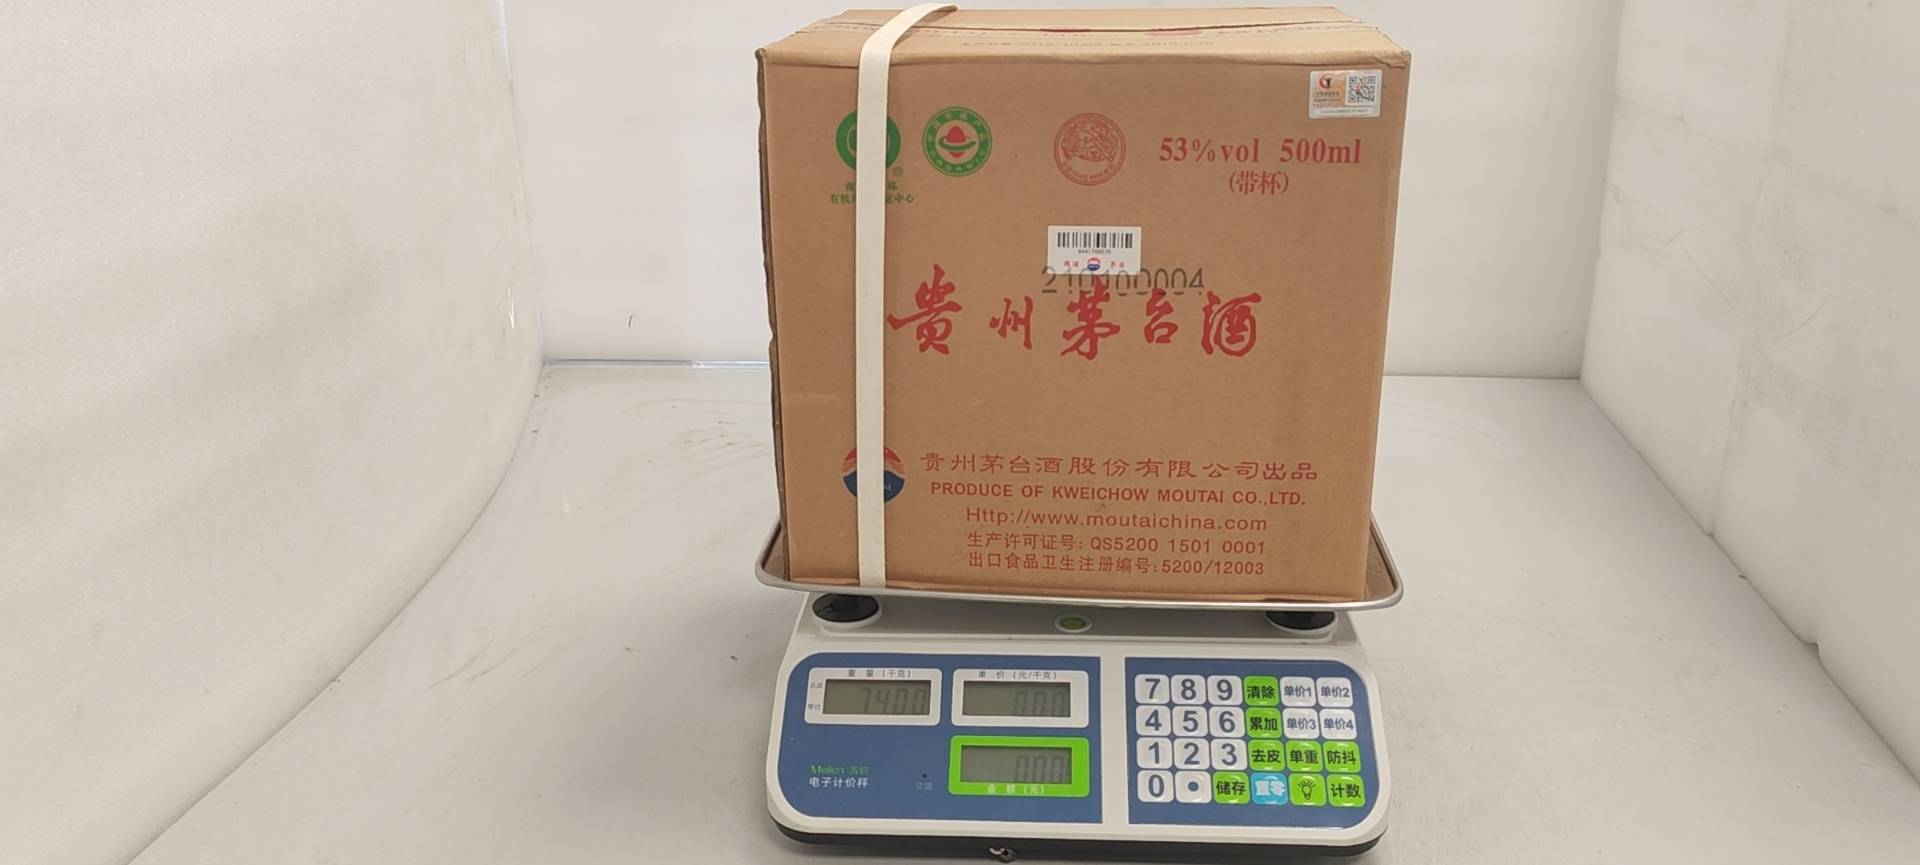 53%vol 500ml
(带杯)
210100004
贵州茅台酒
贵州茅台酒股份有限公司出品
PRODUCE OF KWEICHOW MOUTAI CO.,LTD.
Http://www.moutaichina.com
生产许可证号: QS5200 1501 0001
出口食品卫生注册编号: 5200/12003
重量 (千克)
单价 (元/千克)
7.400
0.00
0.00
金额 (元)
Meilen
电子计价秤
7 8 9 清除 单价1 单价2
4 5 6 累加 单价3 单价4
1 2 3 去皮 单重 防抖
0 . 储存 置零 计数